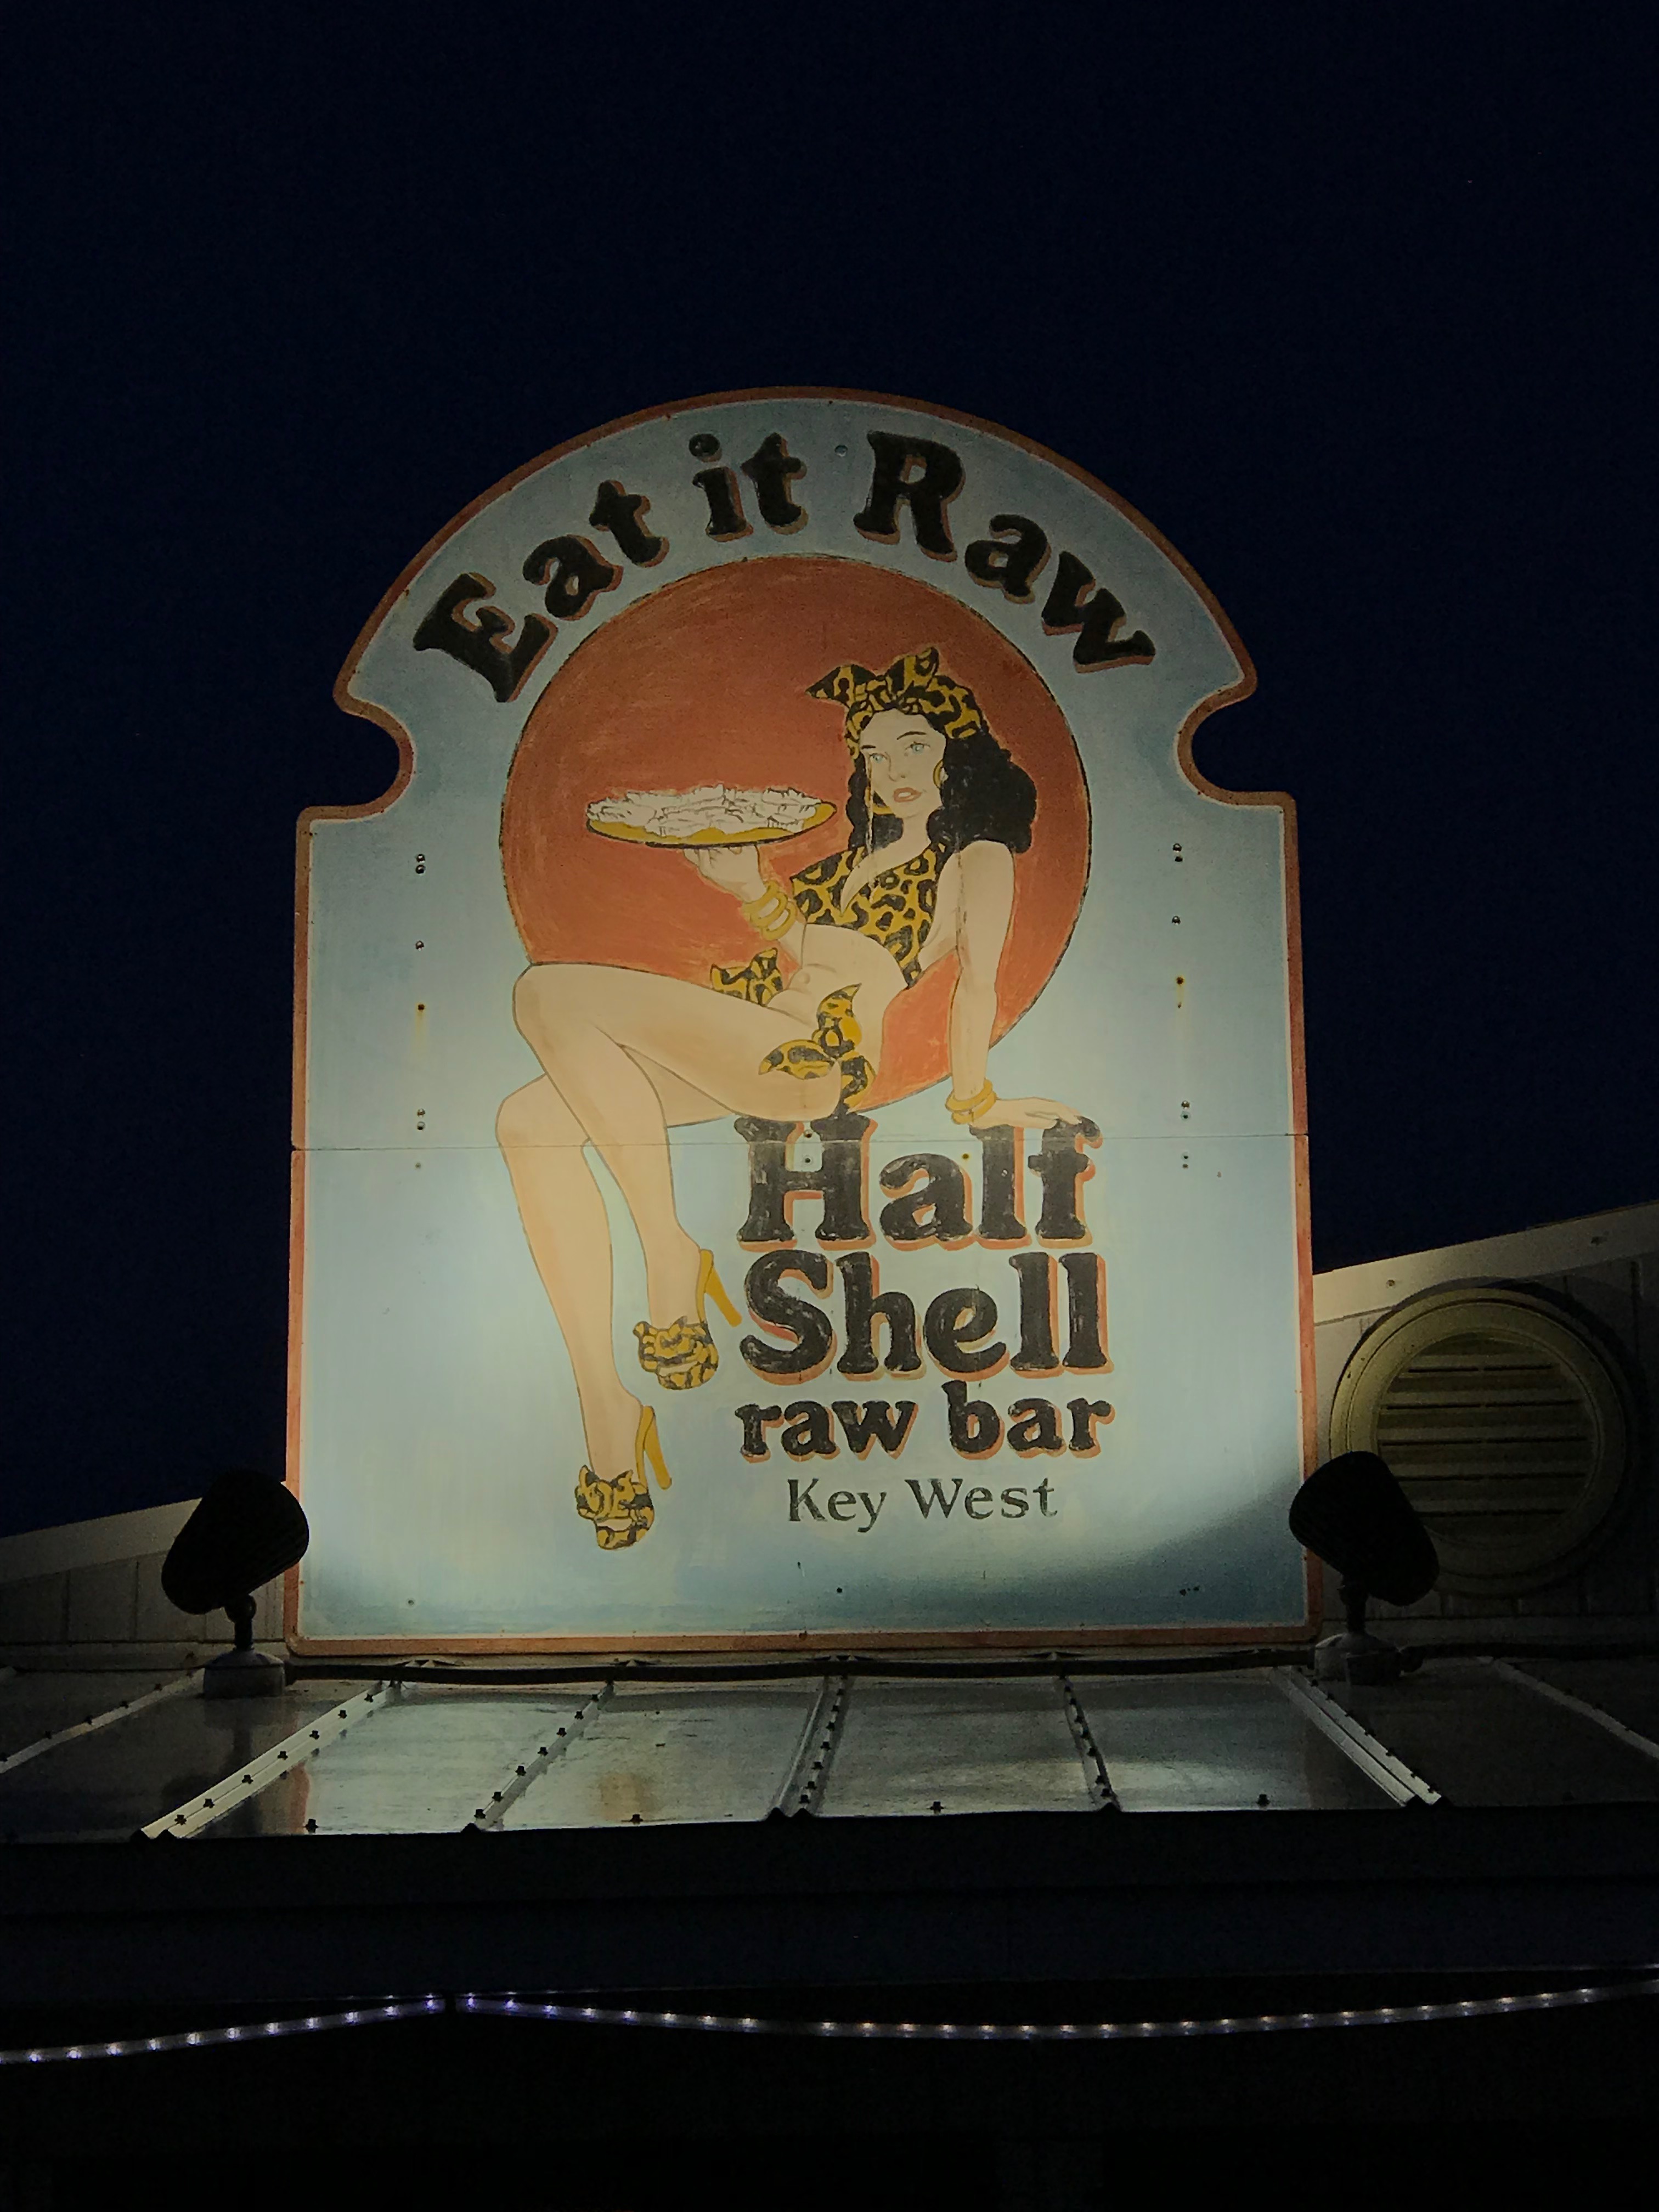 Eat it Raw
Half
Shell
raw bar
Key West